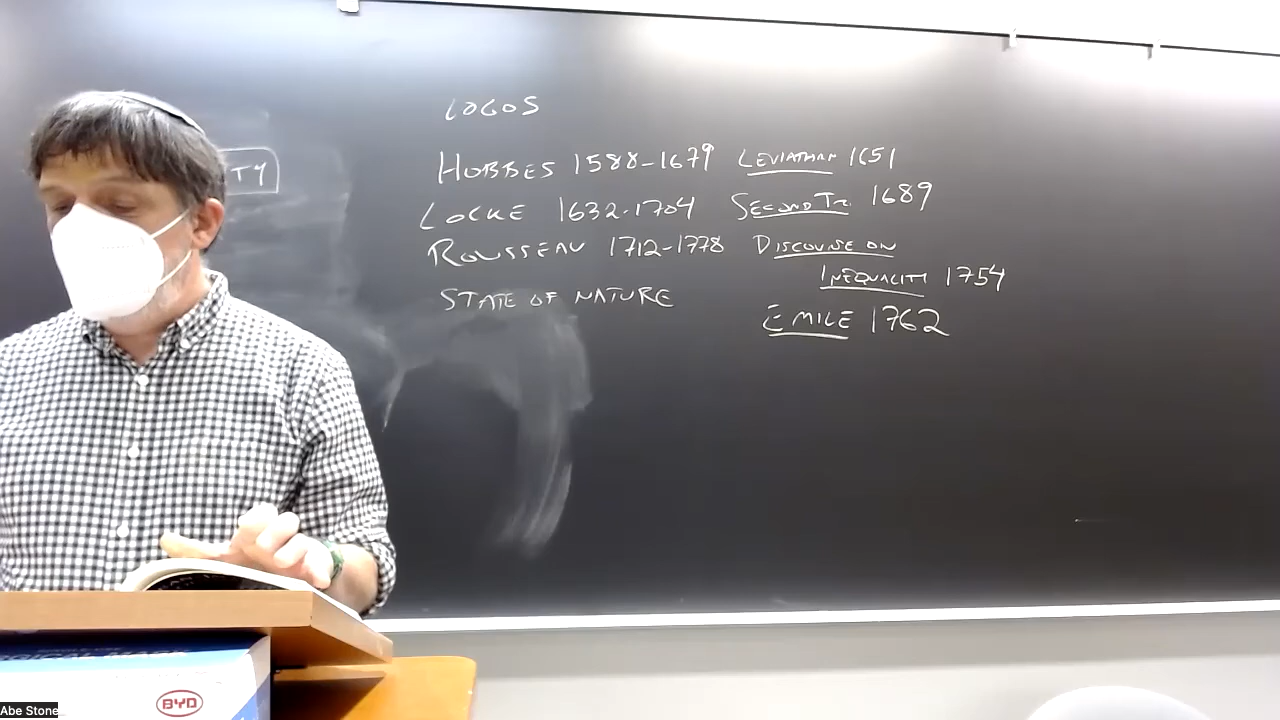 LOGOS
TY
HOBBES 1588-1679 LEVIATHAN 1651
LOCKE 1632-1704 SECOND TR. 1689
ROUSSEAU 1712-1778 DISCOURSE ON
INEQUALITY 1754
STATE OF NATURE
EMILE 1762
BYD
Abe Stone